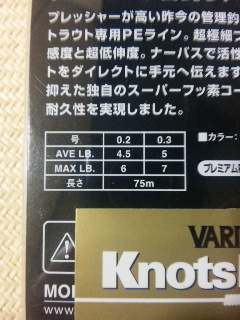 プレッシャーが高い昨今の管理釣
トラウト専用PEライン。超極細ブ
感度と超低伸度。ナーバスで活性
トをダイレクトに手元へ伝えます
抑えた独自のスーパーフッ素コー
耐久性を実現しました。
号 0.2 0.3
■カラー:
AVE LB. 4.5 5
MAX LB. 6 7
プレミアム
長さ 75m
VARI
Knots
MOR
www.